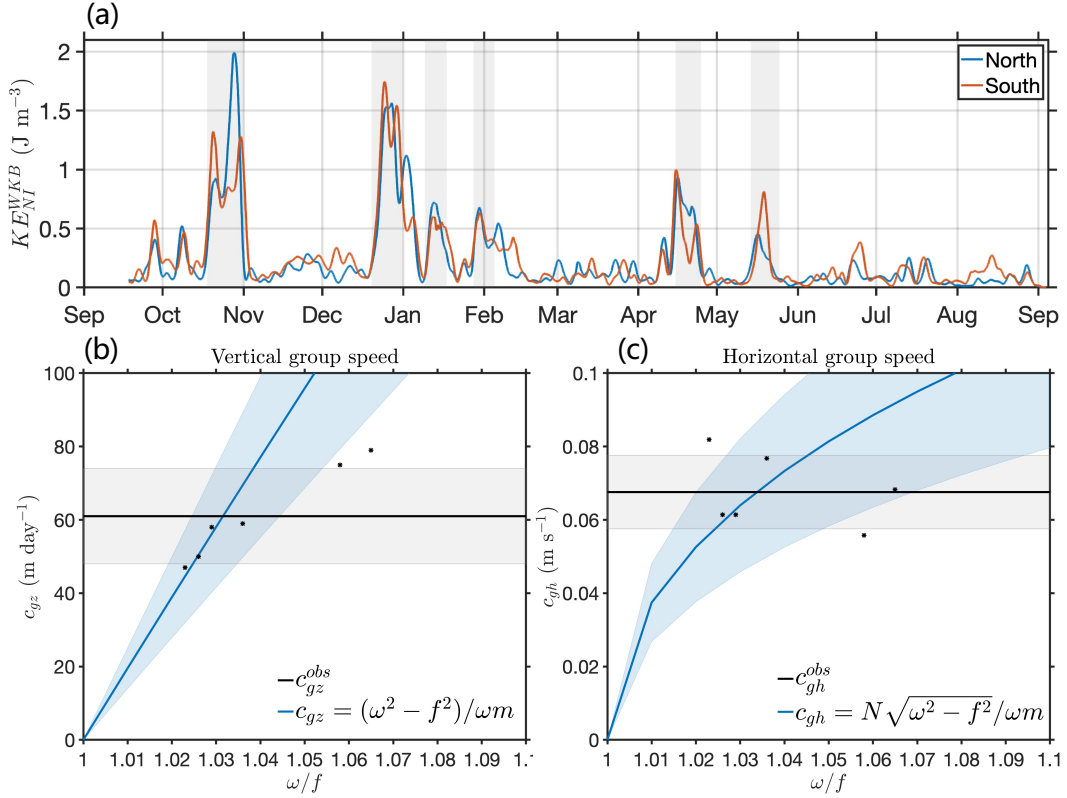 (a)
KE_{NI}^{WKB} (J m^{−3})
2
1.5
1
0.5
0
North
South
Sep Oct Nov Dec Jan Feb Mar Apr May Jun Jul Aug Sep
(b)
Vertical group speed
c_{gz} (m day^{−1})
100
80
60
40
20
0
c_{gz}^{obs}
c_{gz} = (ω² − f²)/ωm
1 1.01 1.02 1.03 1.04 1.05 1.06 1.07 1.08 1.09 1.
ω/f
(c)
Horizontal group speed
c_{gh} (m s^{−1})
0.1
0.08
0.06
0.04
0.02
0
c_{gh}^{obs}
c_{gh} = N√(ω² − f²)/ωm
1 1.01 1.02 1.03 1.04 1.05 1.06 1.07 1.08 1.09 1.1
ω/f